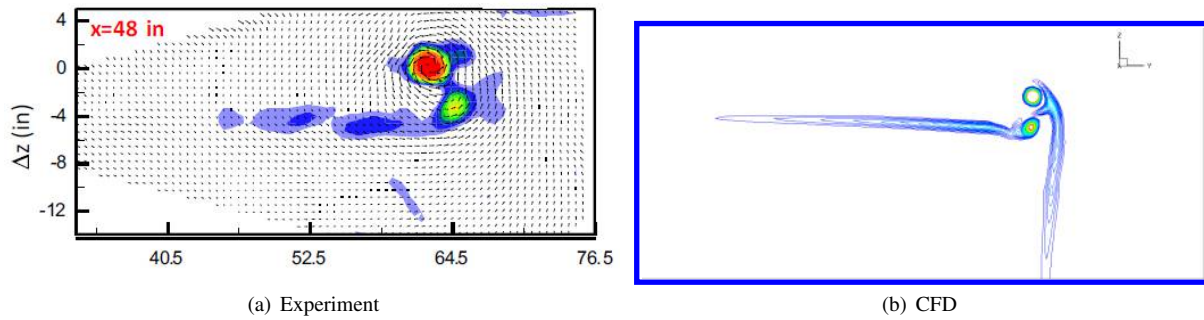 x=48 in
Δz (in)
4
0
-4
-8
-12
40.5 52.5 64.5 76.5
Z
Y
(a) Experiment
(b) CFD